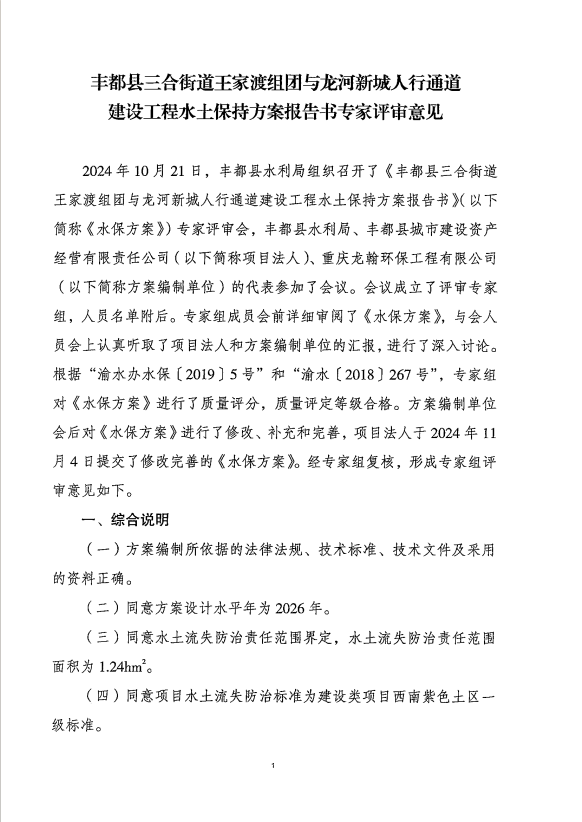 丰都县三合街道王家渡组团与龙河新城人行通道
建设工程水土保持方案报告书专家评审意见
2024 年 10 月 21 日，丰都县水利局组织召开了《丰都县三合街道
王家渡组团与龙河新城人行通道建设工程水土保持方案报告书》（以下
简称《水保方案》）专家评审会，丰都县水利局、丰都县城市建设资产
经营有限责任公司（以下简称项目法人）、重庆龙翰环保工程有限公司
（以下简称方案编制单位）的代表参加了会议。会议成立了评审专家
组，人员名单附后。专家组成员会前详细审阅了《水保方案》，与会人
员会上认真听取了项目法人和方案编制单位的汇报，进行了深入讨论。
根据“渝水办水保〔2019〕5 号”和“渝水〔2018〕267 号”，专家组
对《水保方案》进行了质量评分，质量评定等级合格。方案编制单位
会后对《水保方案》进行了修改、补充和完善，项目法人于 2024 年 11
月 4 日提交了修改完善的《水保方案》。经专家组复核，形成专家组评
审意见如下。
一、综合说明
（一）方案编制所依据的法律法规、技术标准、技术文件及采用
的资料正确。
（二）同意方案设计水平年为 2026 年。
（三）同意水土流失防治责任范围界定，水土流失防治责任范围
面积为 1.24hm²。
（四）同意项目水土流失防治标准为建设类项目西南紫色土区一
级标准。
1